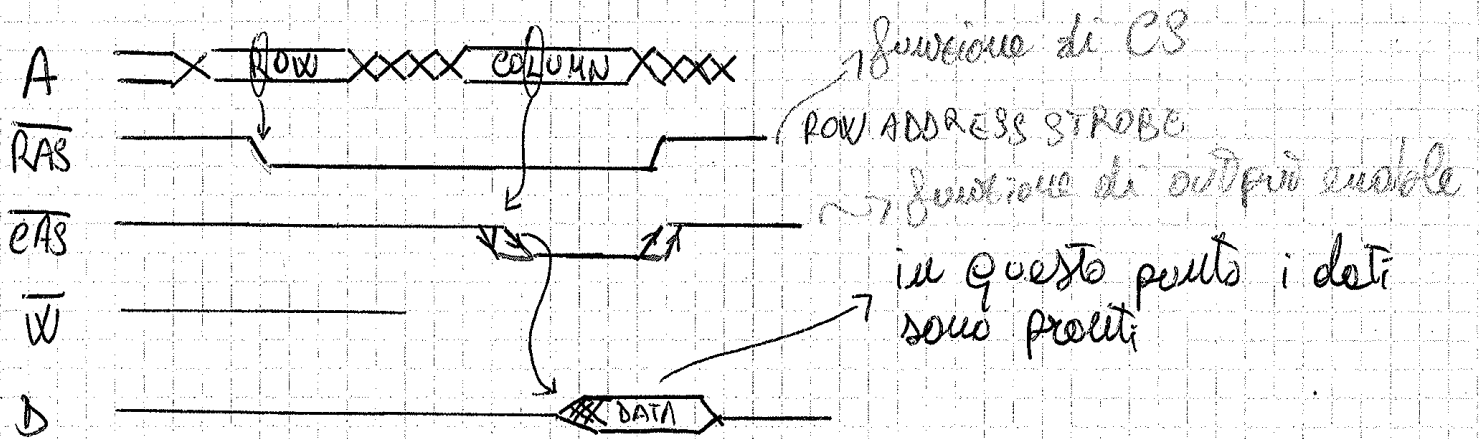 A ROW COLUMN
funzione di CS
RAS ROW ADDRESS STROBE
funzione di output enable
CAS
in questo punto i dati
sono pronti
W
D DATA